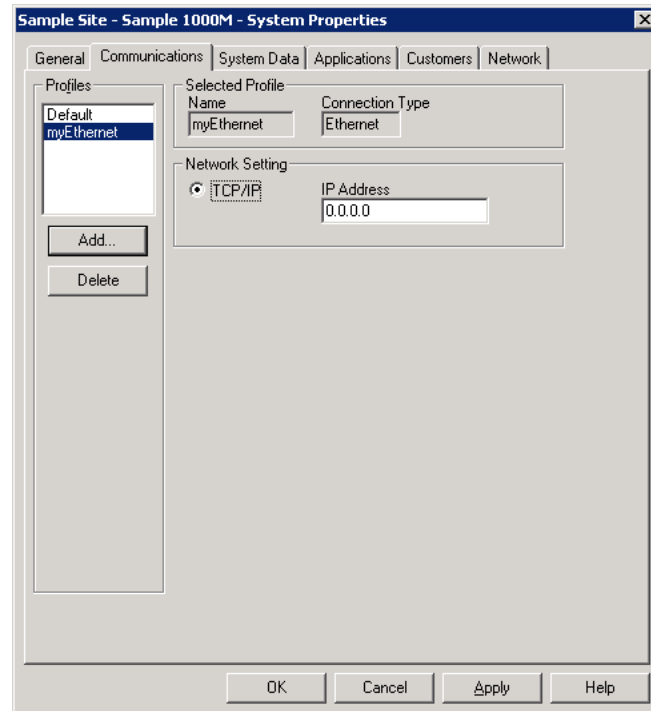 Sample Site - Sample 1000M - System Properties
General Communications System Data Applications Customers Network
Profiles
Default
myEthernet
Add...
Delete
Selected Profile
Name Connection Type
myEthernet Ethernet
Network Setting
TCP/IP IP Address
0.0.0.0
OK Cancel Apply Help